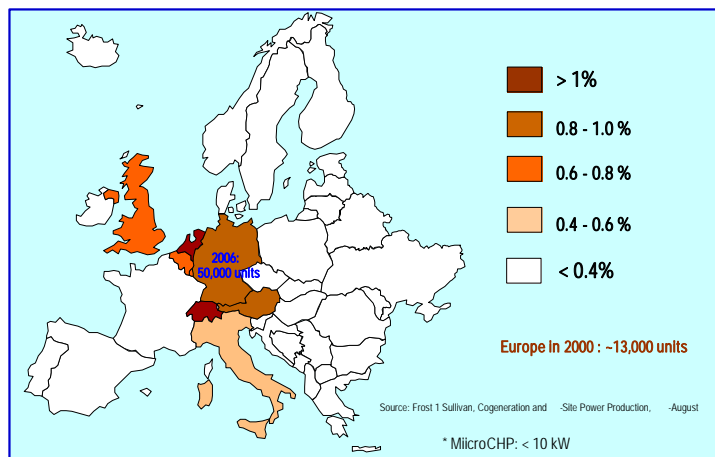 > 1%
0.8 - 1.0 %
0.6 - 0.8 %
2006:
50,000 units
0.4 - 0.6 %
< 0.4%
Europe in 2000 : ~13,000 units
Source: Frost 1 Sullivan, Cogeneration and -Site Power Production, -August
* MiicroCHP: < 10 kW